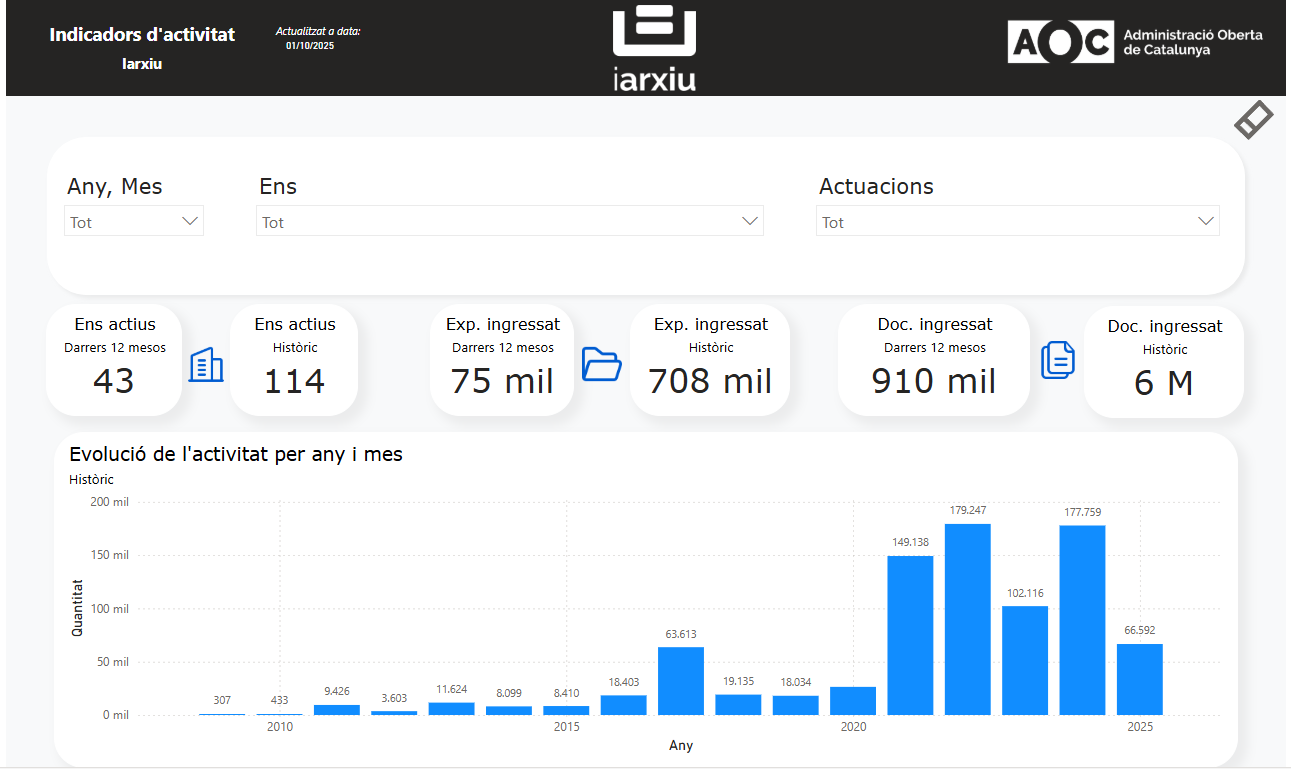 Indicadors d'activitat
Iarxiu
Actualitzat a data:
01/10/2025
iarxiu
AOC
Administració Oberta
de Catalunya
Any, Mes
Tot
Ens
Tot
Actuacions
Tot
Ens actius
Darrers 12 mesos
43
Ens actius
Històric
114
Exp. ingressat
Darrers 12 mesos
75 mil
Exp. ingressat
Històric
708 mil
Doc. ingressat
Darrers 12 mesos
910 mil
Doc. ingressat
Històric
6 M
Evolució de l'activitat per any i mes
Històric
Quantitat
200 mil
150 mil
100 mil
50 mil
0 mil
307
433
9.426
3.603
11.624
8.099
8.410
18.403
63.613
19.135
18.034
149.138
179.247
102.116
177.759
66.592
2010
2015
2020
2025
Any